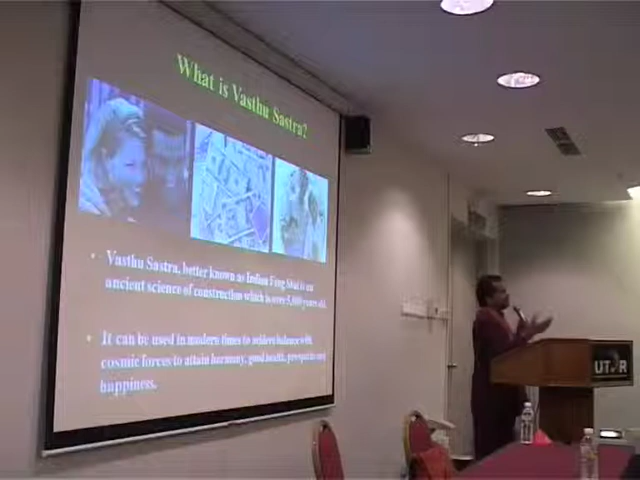 What is Vasthu Sastra?
• Vasthu Sastra, better known as Indian Feng Shui is an
ancient science of construction which is over 5,000 years old.
• It can be used in modern times to achieve balance with
cosmic forces to attain harmony, good health, prosperity and
happiness.
UTAR